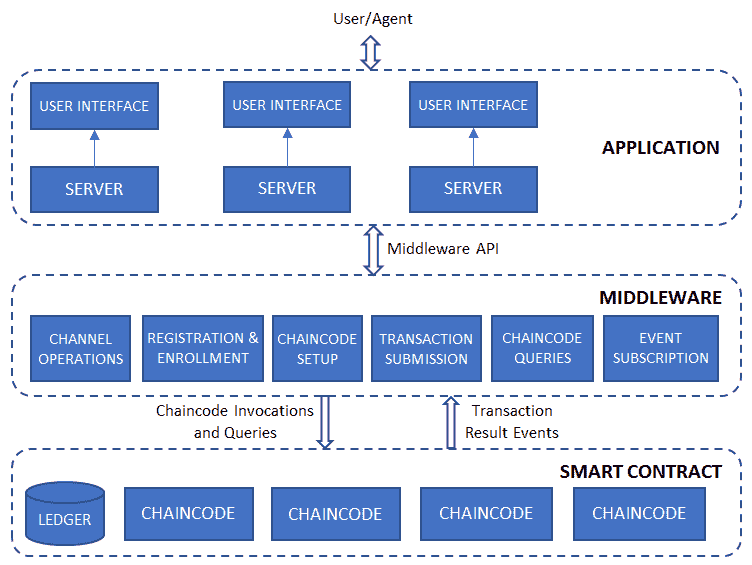 User/Agent
USER INTERFACE
USER INTERFACE
USER INTERFACE
APPLICATION
SERVER
SERVER
SERVER
Middleware API
MIDDLEWARE
CHANNEL
OPERATIONS
REGISTRATION &
ENROLLMENT
CHAINCODE
SETUP
TRANSACTION
SUBMISSION
CHAINCODE
QUERIES
EVENT
SUBSCRIPTION
Chaincode Invocations
and Queries
Transaction
Result Events
SMART CONTRACT
LEDGER
CHAINCODE
CHAINCODE
CHAINCODE
CHAINCODE